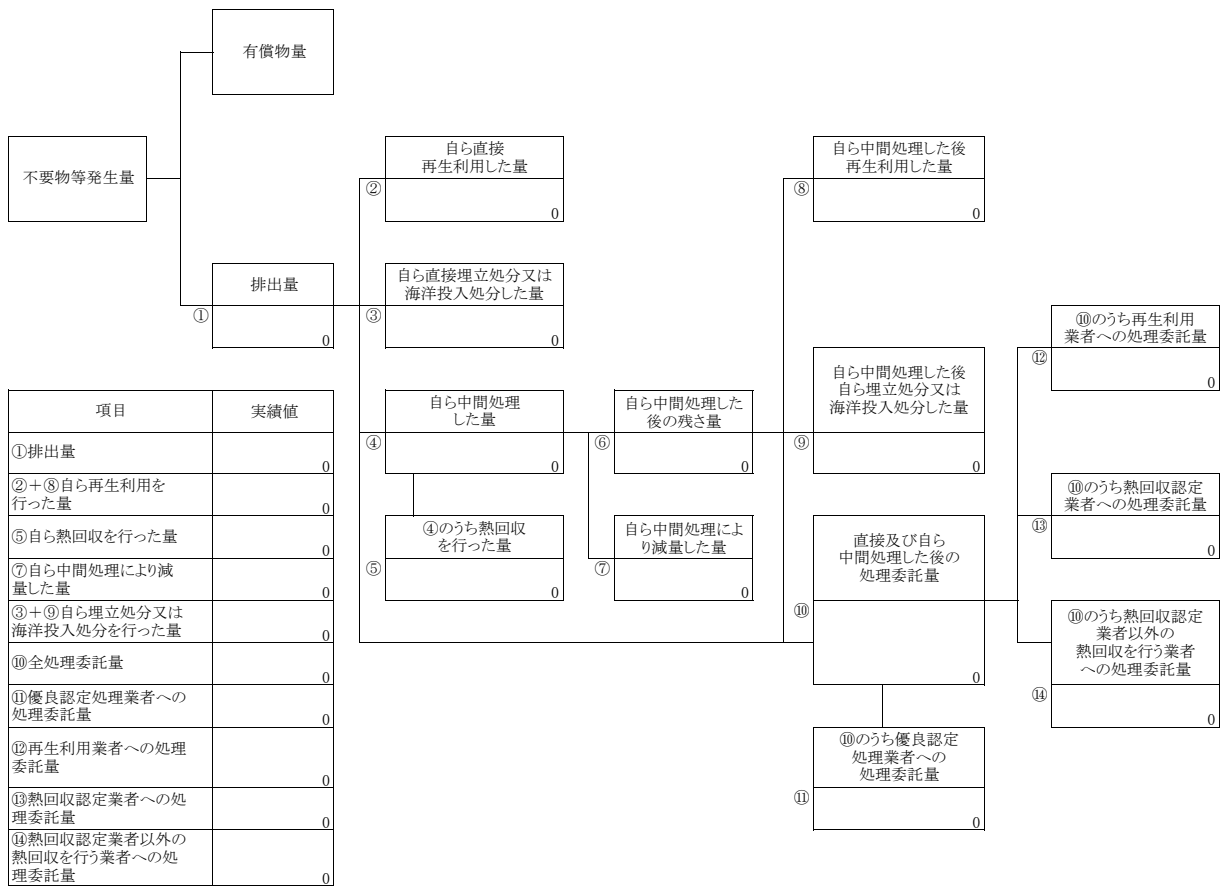 有償物量
不要物等発生量
自ら直接
再生利用した量
②
0
自ら中間処理した後
再生利用した量
⑧
0
排出量
①
0
自ら直接埋立処分又は
海洋投入処分した量
③
0
⑩のうち再生利用
業者への処理委託量
⑫
0
自ら中間処理
した量
④
0
自ら中間処理した
後の残さ量
⑥
0
自ら中間処理した後
自ら埋立処分又は
海洋投入処分した量
⑨
0
④のうち熱回収
を行った量
⑤
0
自ら中間処理によ
り減量した量
⑦
0
直接及び自ら
中間処理した後の
処理委託量
⑩
0
⑩のうち熱回収認定
業者への処理委託量
⑬
0
⑩のうち熱回収認定
業者以外の
熱回収を行う業者
への処理委託量
⑭
0
⑩のうち優良認定
処理業者への
処理委託量
⑪
0
項目 実績値
①排出量
0
②+⑧自ら再生利用を
行った量
0
⑤自ら熱回収を行った量
0
⑦自ら中間処理により減
量した量
0
③+⑨自ら埋立処分又は
海洋投入処分を行った量
0
⑩全処理委託量
0
⑪優良認定処理業者への
処理委託量
0
⑫再生利用業者への処理
委託量
0
⑬熱回収認定業者への処
理委託量
0
⑭熱回収認定業者以外の
熱回収を行う業者への処
理委託量
0